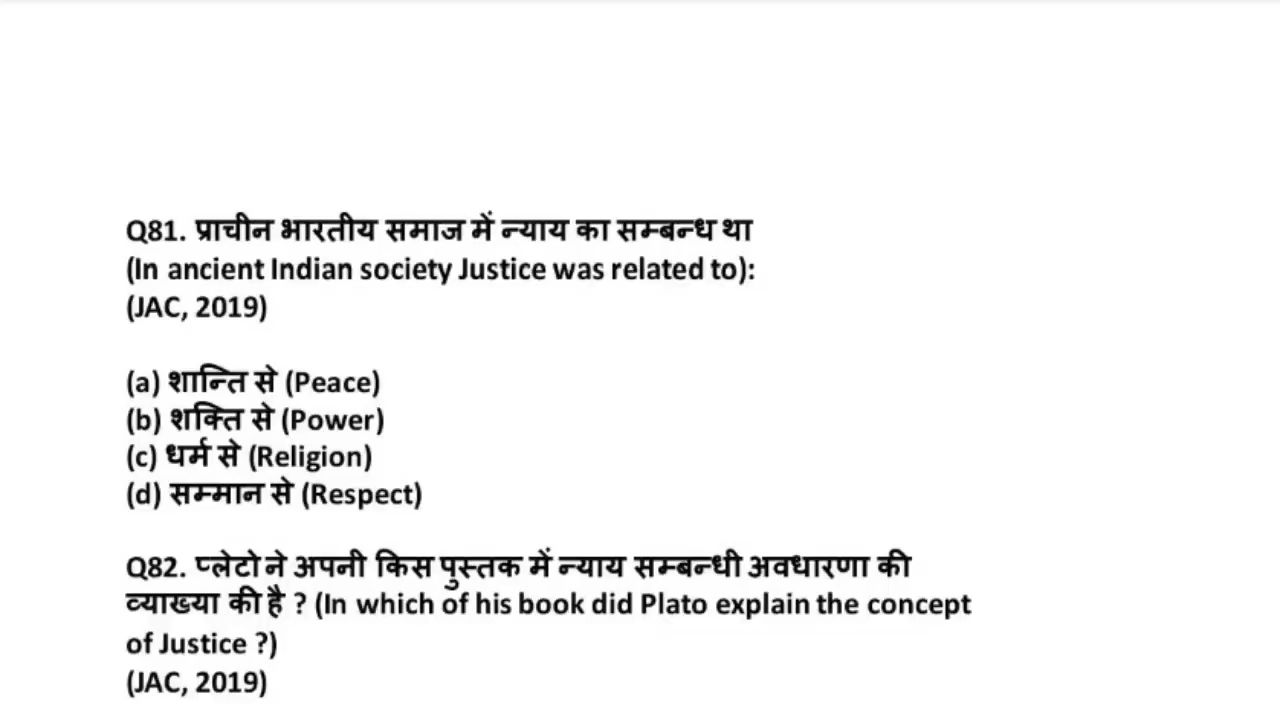 Q81. प्राचीन भारतीय समाज में न्याय का सम्बन्ध था
(In ancient Indian society Justice was related to):
(JAC, 2019)
(a) शान्ति से (Peace)
(b) शक्ति से (Power)
(c) धर्म से (Religion)
(d) सम्मान से (Respect)
Q82. प्लेटो ने अपनी किस पुस्तक में न्याय सम्बन्धी अवधारणा की
व्याख्या की है ? (In which of his book did Plato explain the concept
of Justice ?)
(JAC, 2019)